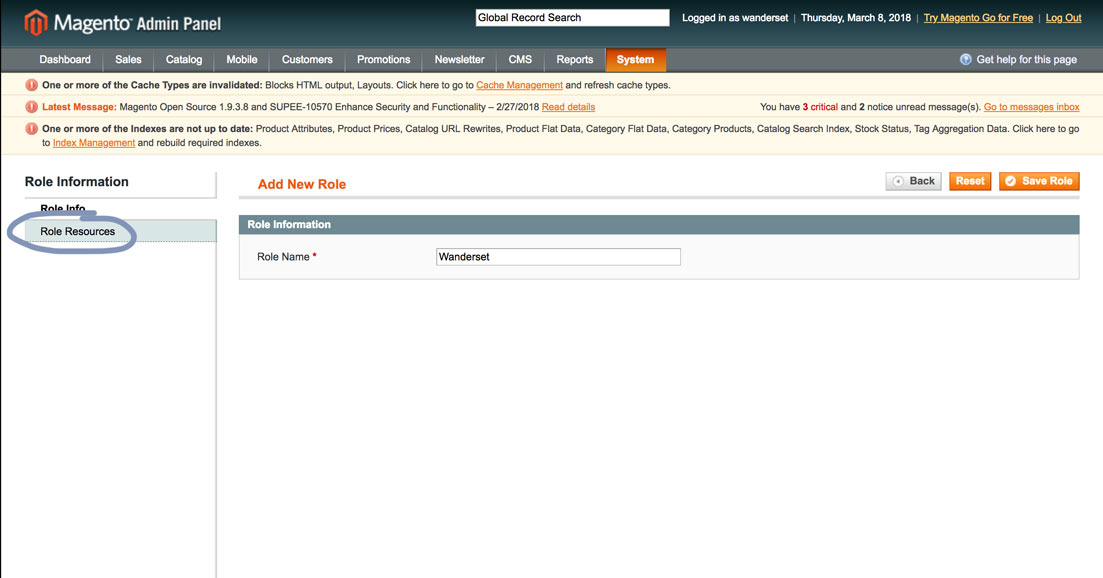 Magento Admin Panel
Global Record Search
Logged in as wanderset | Thursday, March 8, 2018 | Try Magento Go for Free | Log Out
Dashboard Sales Catalog Mobile Customers Promotions Newsletter CMS Reports System Get help for this page
One or more of the Cache Types are invalidated: Blocks HTML output, Layouts. Click here to go to Cache Management and refresh cache types.
Latest Message: Magento Open Source 1.9.3.8 and SUPEE-10570 Enhance Security and Functionality – 2/27/2018 Read details You have 3 critical and 2 notice unread message(s). Go to messages inbox
One or more of the Indexes are not up to date: Product Attributes, Product Prices, Catalog URL Rewrites, Product Flat Data, Category Flat Data, Category Products, Catalog Search Index, Stock Status, Tag Aggregation Data. Click here to go
to Index Management and rebuild required indexes.
Role Information
Role Info
Role Resources
Add New Role
Back Reset Save Role
Role Information
Role Name * Wanderset